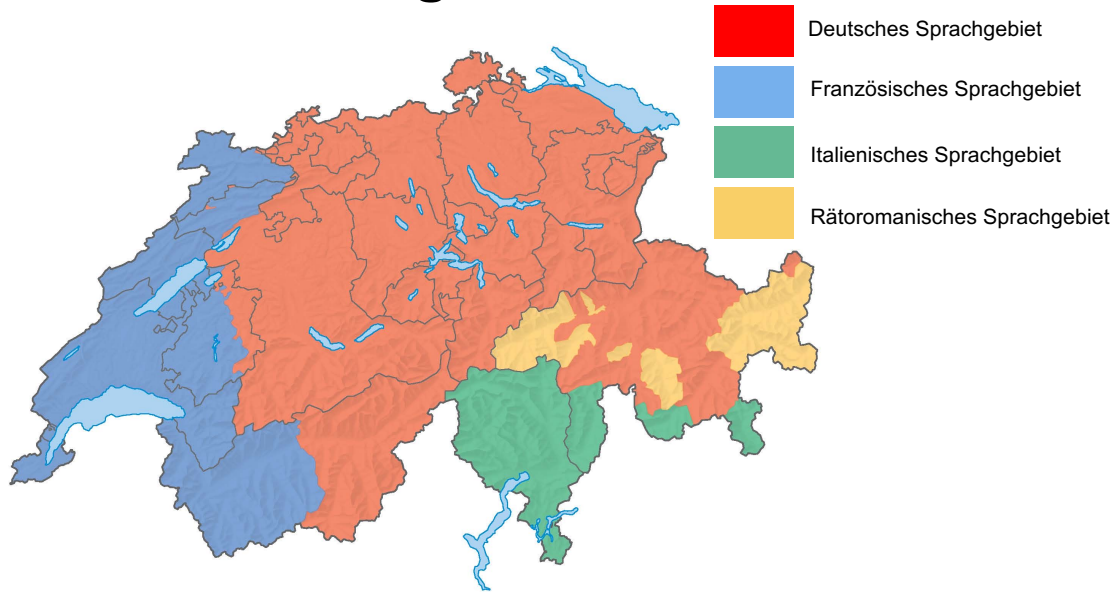 Deutsches Sprachgebiet
Französisches Sprachgebiet
Italienisches Sprachgebiet
Rätoromanisches Sprachgebiet